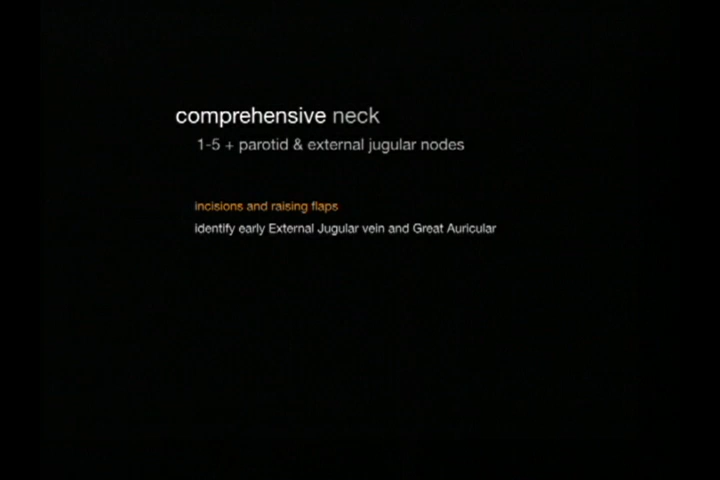 comprehensive neck
1-5 + parotid & external jugular nodes
incisions and raising flaps
identify early External Jugular vein and Great Auricular